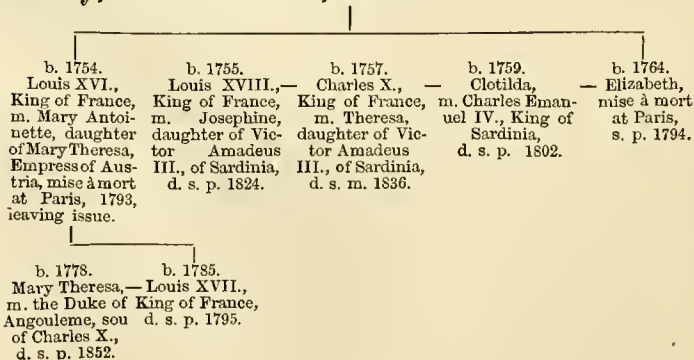 b. 1754.
Louis XVI.,
King of France,
m. Mary Antoi-
nette, daughter
of Mary Theresa,
Empress of Aus-
tria, mise à mort
at Paris, 1793,
leaving issue.
b. 1755.
Louis XVIII.,—
King of France,
m. Josephine,
daughter of Vic-
tor Amadeus
III., of Sardinia,
d. s. p. 1824.
b. 1757.
Charles X., —
King of France,
m. Theresa,
daughter of Vic-
tor Amadeus
III., of Sardinia,
d. s. m. 1836.
b. 1759.
Clotilda, —
m. Charles Eman-
uel IV., King of
Sardinia,
d. s. p. 1802.
b. 1764.
Elizabeth,
mise à mort
at Paris,
s. p. 1794.
b. 1778.
Mary Theresa,—
m. the Duke of
Angouleme, sou
of Charles X.,
d. s. p. 1852.
b. 1785.
Louis XVII.,
King of France,
d. s. p. 1795.